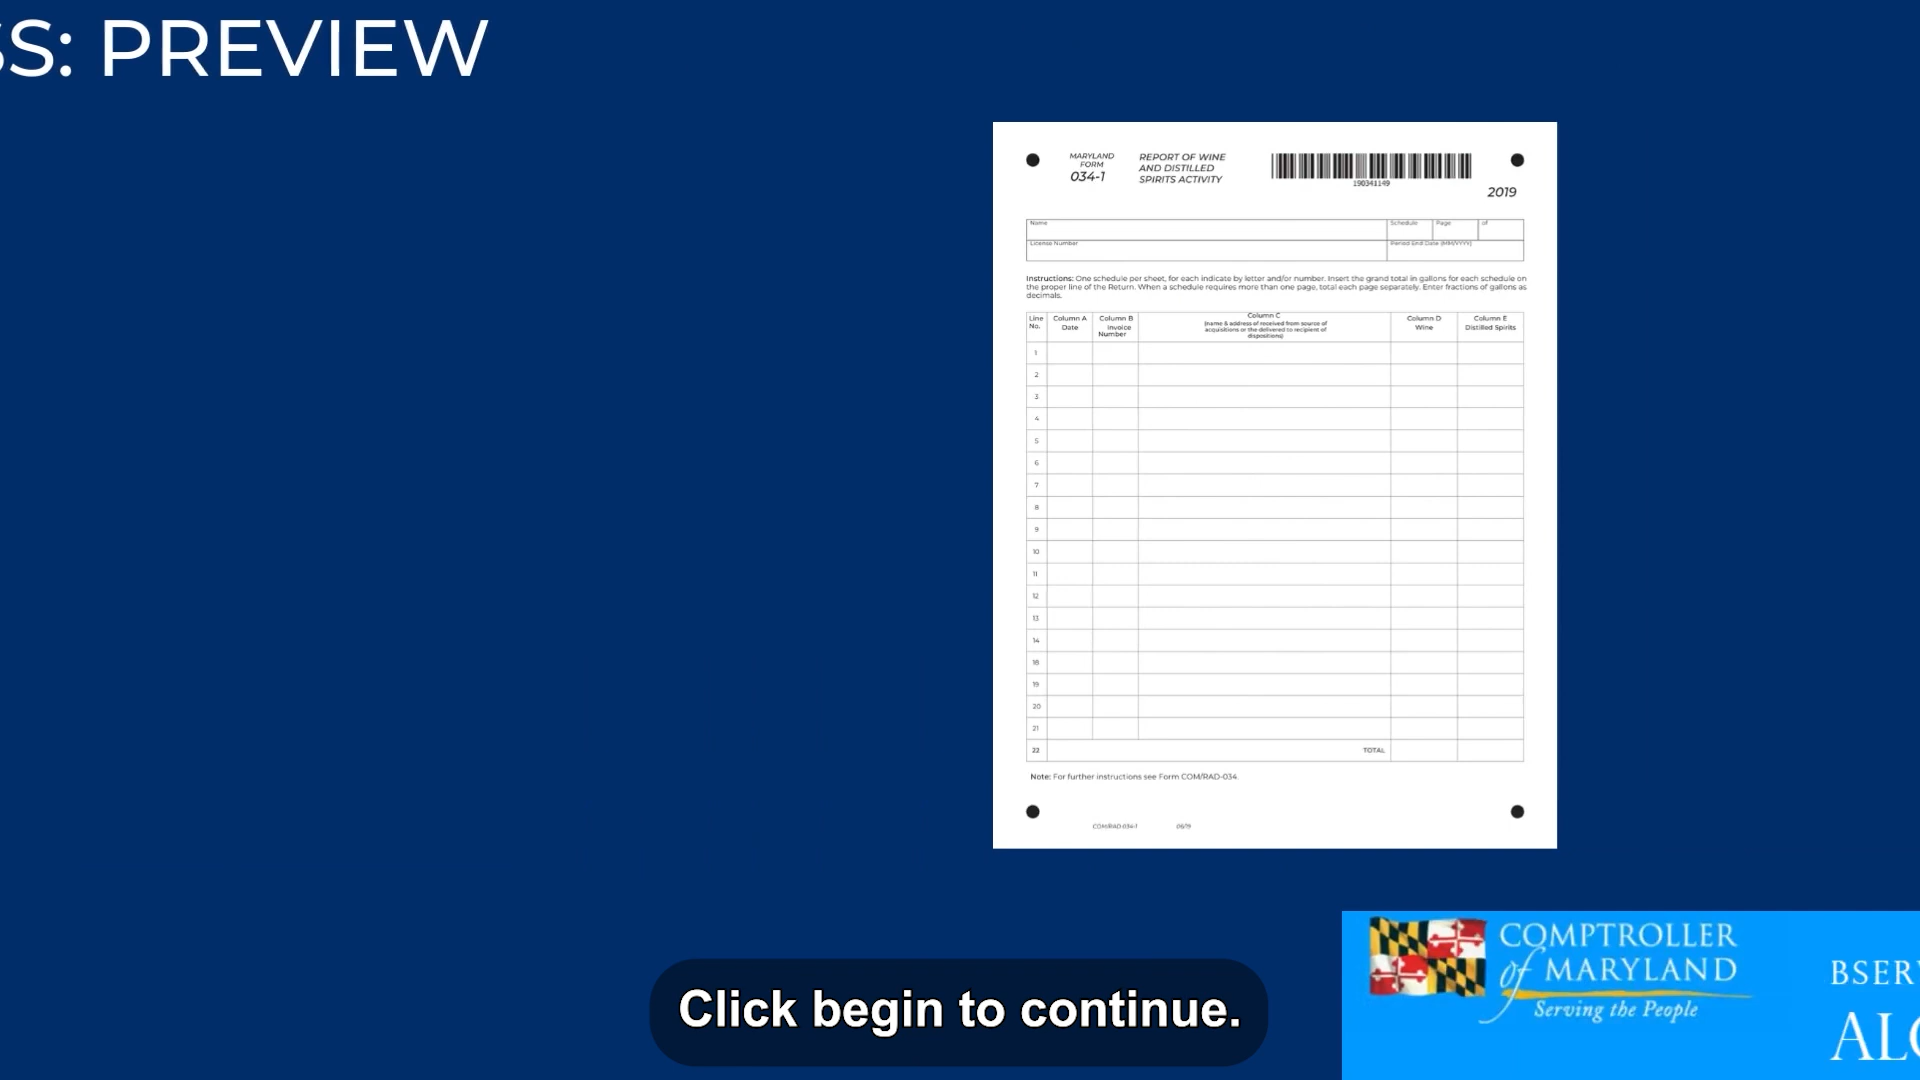 SS: PREVIEW
MARYLAND
FORM
034-1
REPORT OF WINE
AND DISTILLED
SPIRITS ACTIVITY
190341149
2019
Name
Schedule
Page
of
License Number
Period End Date (MM/YYYY)
Instructions: One schedule per sheet, for each indicate by letter and/or number. Insert the grand total in gallons for each schedule on
the proper line of the Return. When a schedule requires more than one page, total each page separately. Enter fractions of gallons as
decimals.
Line
No.
Column A
Date
Column B
Invoice
Number
Column C
(name & address of received from source of
acquisitions or the delivered to recipient of
dispositions)
Column D
Wine
Column E
Distilled Spirits
1
2
3
4
5
6
7
8
9
10
11
12
13
14
18
19
20
21
22 TOTAL
Note: For further instructions see Form COM/RAD-034.
COM/RAD 034-1 06/19
Click begin to continue.
COMPTROLLER
of MARYLAND
Serving the People
BSERV
ALC